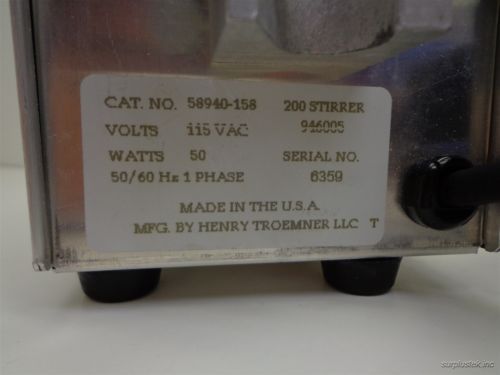 CAT. NO. 58940-158 200 STIRRER
VOLTS 115 VAC 946005
WATTS 50 SERIAL NO.
50/60 Hz 1 PHASE 6359
MADE IN THE U.S.A.
MFG. BY HENRY TROEMNER LLC T
surplustek,inc